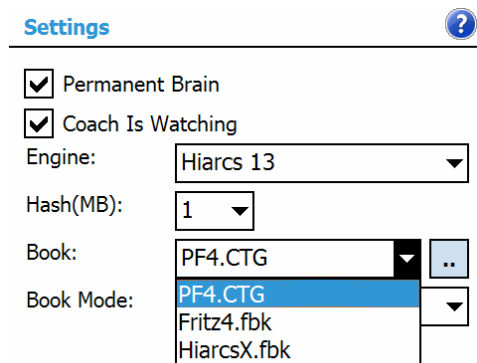 Settings ?
Permanent Brain
Coach Is Watching
Engine: Hiarcs 13
Hash(MB): 1
Book: PF4.CTG ..
Book Mode: PF4.CTG
Fritz4.fbk
HiarcsX.fbk